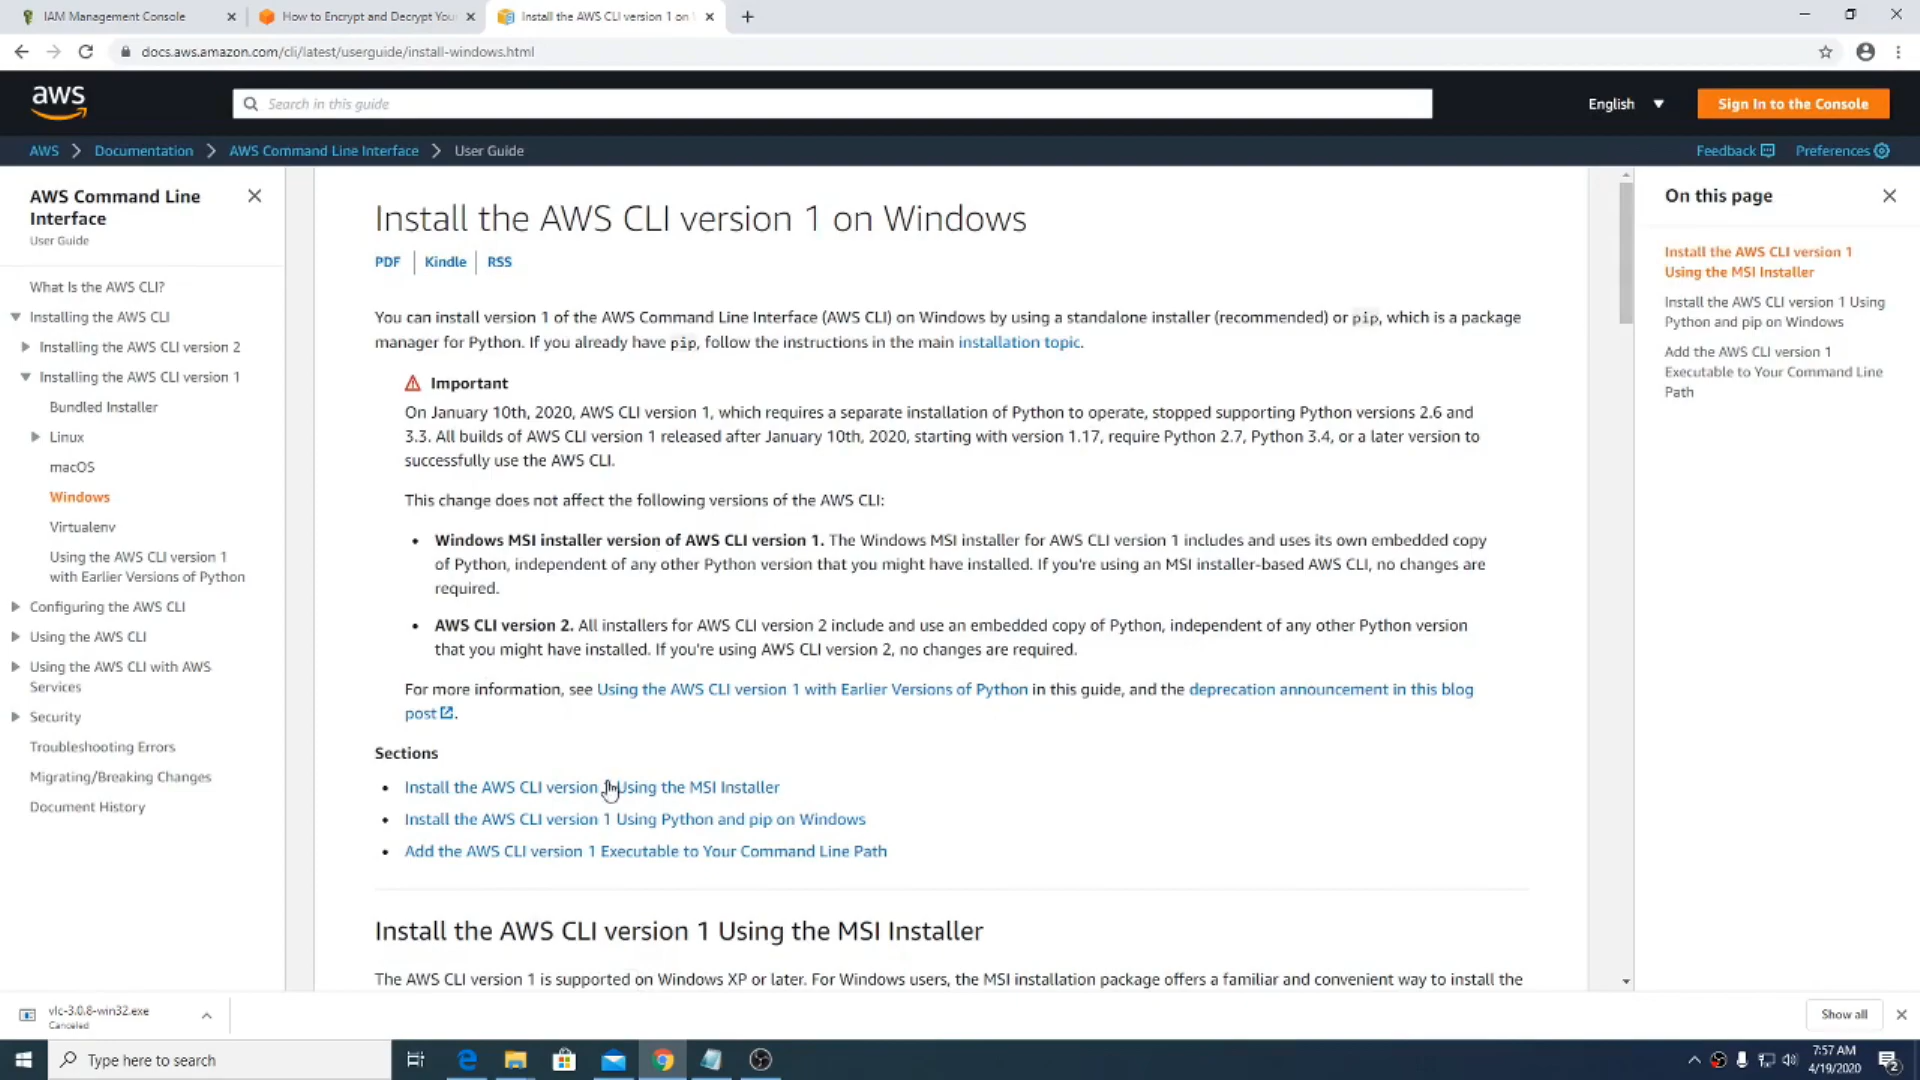 IAM Management Console
How to Encrypt and Decrypt Your
Install the AWS CLI version 1 on
docs.aws.amazon.com/cli/latest/userguide/install-windows.html
aws
Search in this guide
English
Sign In to the Console
AWS
Documentation
AWS Command Line Interface
User Guide
Feedback
Preferences
AWS Command Line
Interface
User Guide
What Is the AWS CLI?
Installing the AWS CLI
Installing the AWS CLI version 2
Installing the AWS CLI version 1
Bundled Installer
Linux
macOS
Windows
Virtualenv
Using the AWS CLI version 1
with Earlier Versions of Python
Configuring the AWS CLI
Using the AWS CLI
Using the AWS CLI with AWS
Services
Security
Troubleshooting Errors
Migrating/Breaking Changes
Document History
Install the AWS CLI version 1 on Windows
PDF
Kindle
RSS
You can install version 1 of the AWS Command Line Interface (AWS CLI) on Windows by using a standalone installer (recommended) or pip, which is a package
manager for Python. If you already have pip, follow the instructions in the main installation topic.
Important
On January 10th, 2020, AWS CLI version 1, which requires a separate installation of Python to operate, stopped supporting Python versions 2.6 and
3.3. All builds of AWS CLI version 1 released after January 10th, 2020, starting with version 1.17, require Python 2.7, Python 3.4, or a later version to
successfully use the AWS CLI.
This change does not affect the following versions of the AWS CLI:
• Windows MSI installer version of AWS CLI version 1. The Windows MSI installer for AWS CLI version 1 includes and uses its own embedded copy
of Python, independent of any other Python version that you might have installed. If you're using an MSI installer-based AWS CLI, no changes are
required.
• AWS CLI version 2. All installers for AWS CLI version 2 include and use an embedded copy of Python, independent of any other Python version
that you might have installed. If you're using AWS CLI version 2, no changes are required.
For more information, see Using the AWS CLI version 1 with Earlier Versions of Python in this guide, and the deprecation announcement in this blog
post.
Sections
• Install the AWS CLI version Using the MSI Installer
• Install the AWS CLI version 1 Using Python and pip on Windows
• Add the AWS CLI version 1 Executable to Your Command Line Path
Install the AWS CLI version 1 Using the MSI Installer
The AWS CLI version 1 is supported on Windows XP or later. For Windows users, the MSI installation package offers a familiar and convenient way to install the
On this page
Install the AWS CLI version 1
Using the MSI Installer
Install the AWS CLI version 1 Using
Python and pip on Windows
Add the AWS CLI version 1
Executable to Your Command Line
Path
vlc-3.0.8-win32.exe
Canceled
Show all
Type here to search
7:57 AM
4/19/2020
2